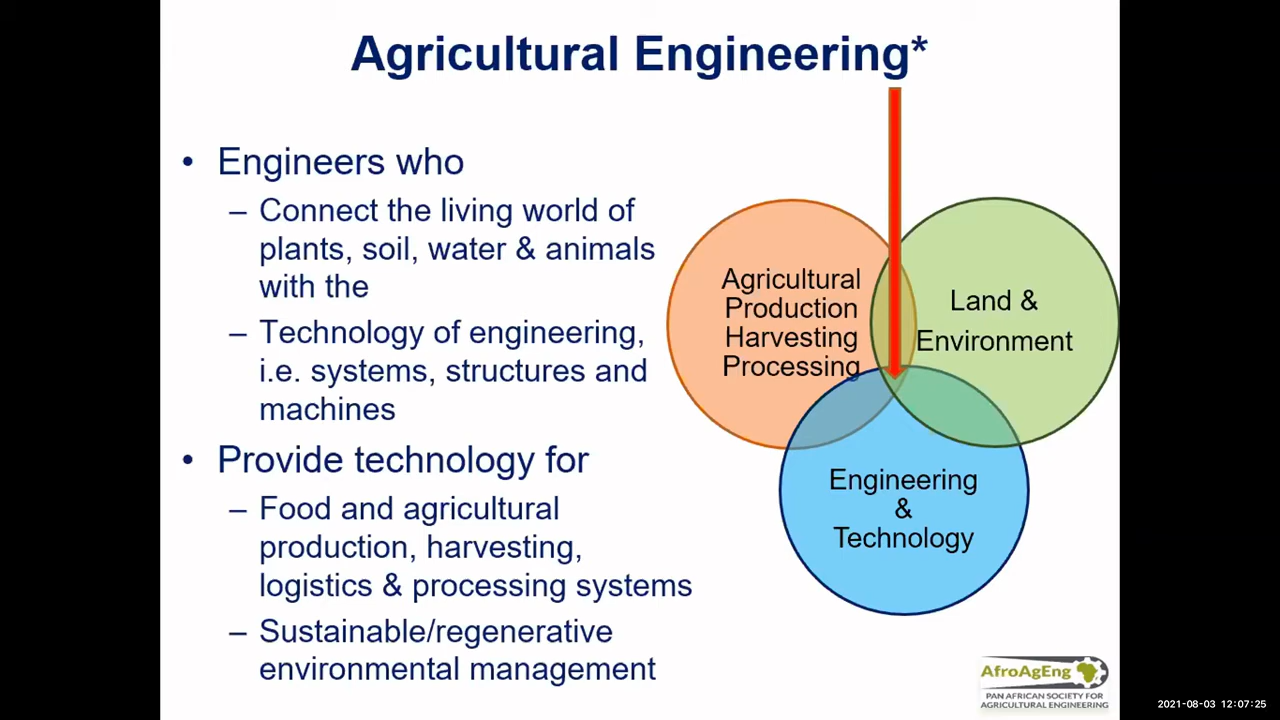 Agricultural Engineering*
• Engineers who
– Connect the living world of
plants, soil, water & animals
with the
– Technology of engineering,
i.e. systems, structures and
machines
• Provide technology for
– Food and agricultural
production, harvesting,
logistics & processing systems
– Sustainable/regenerative
environmental management
Agricultural
Production
Harvesting
Processing
Land &
Environment
Engineering
&
Technology
AfroAgEng
PAN AFRICAN SOCIETY FOR
AGRICULTURAL ENGINEERING
2021-08-03 12:07:25